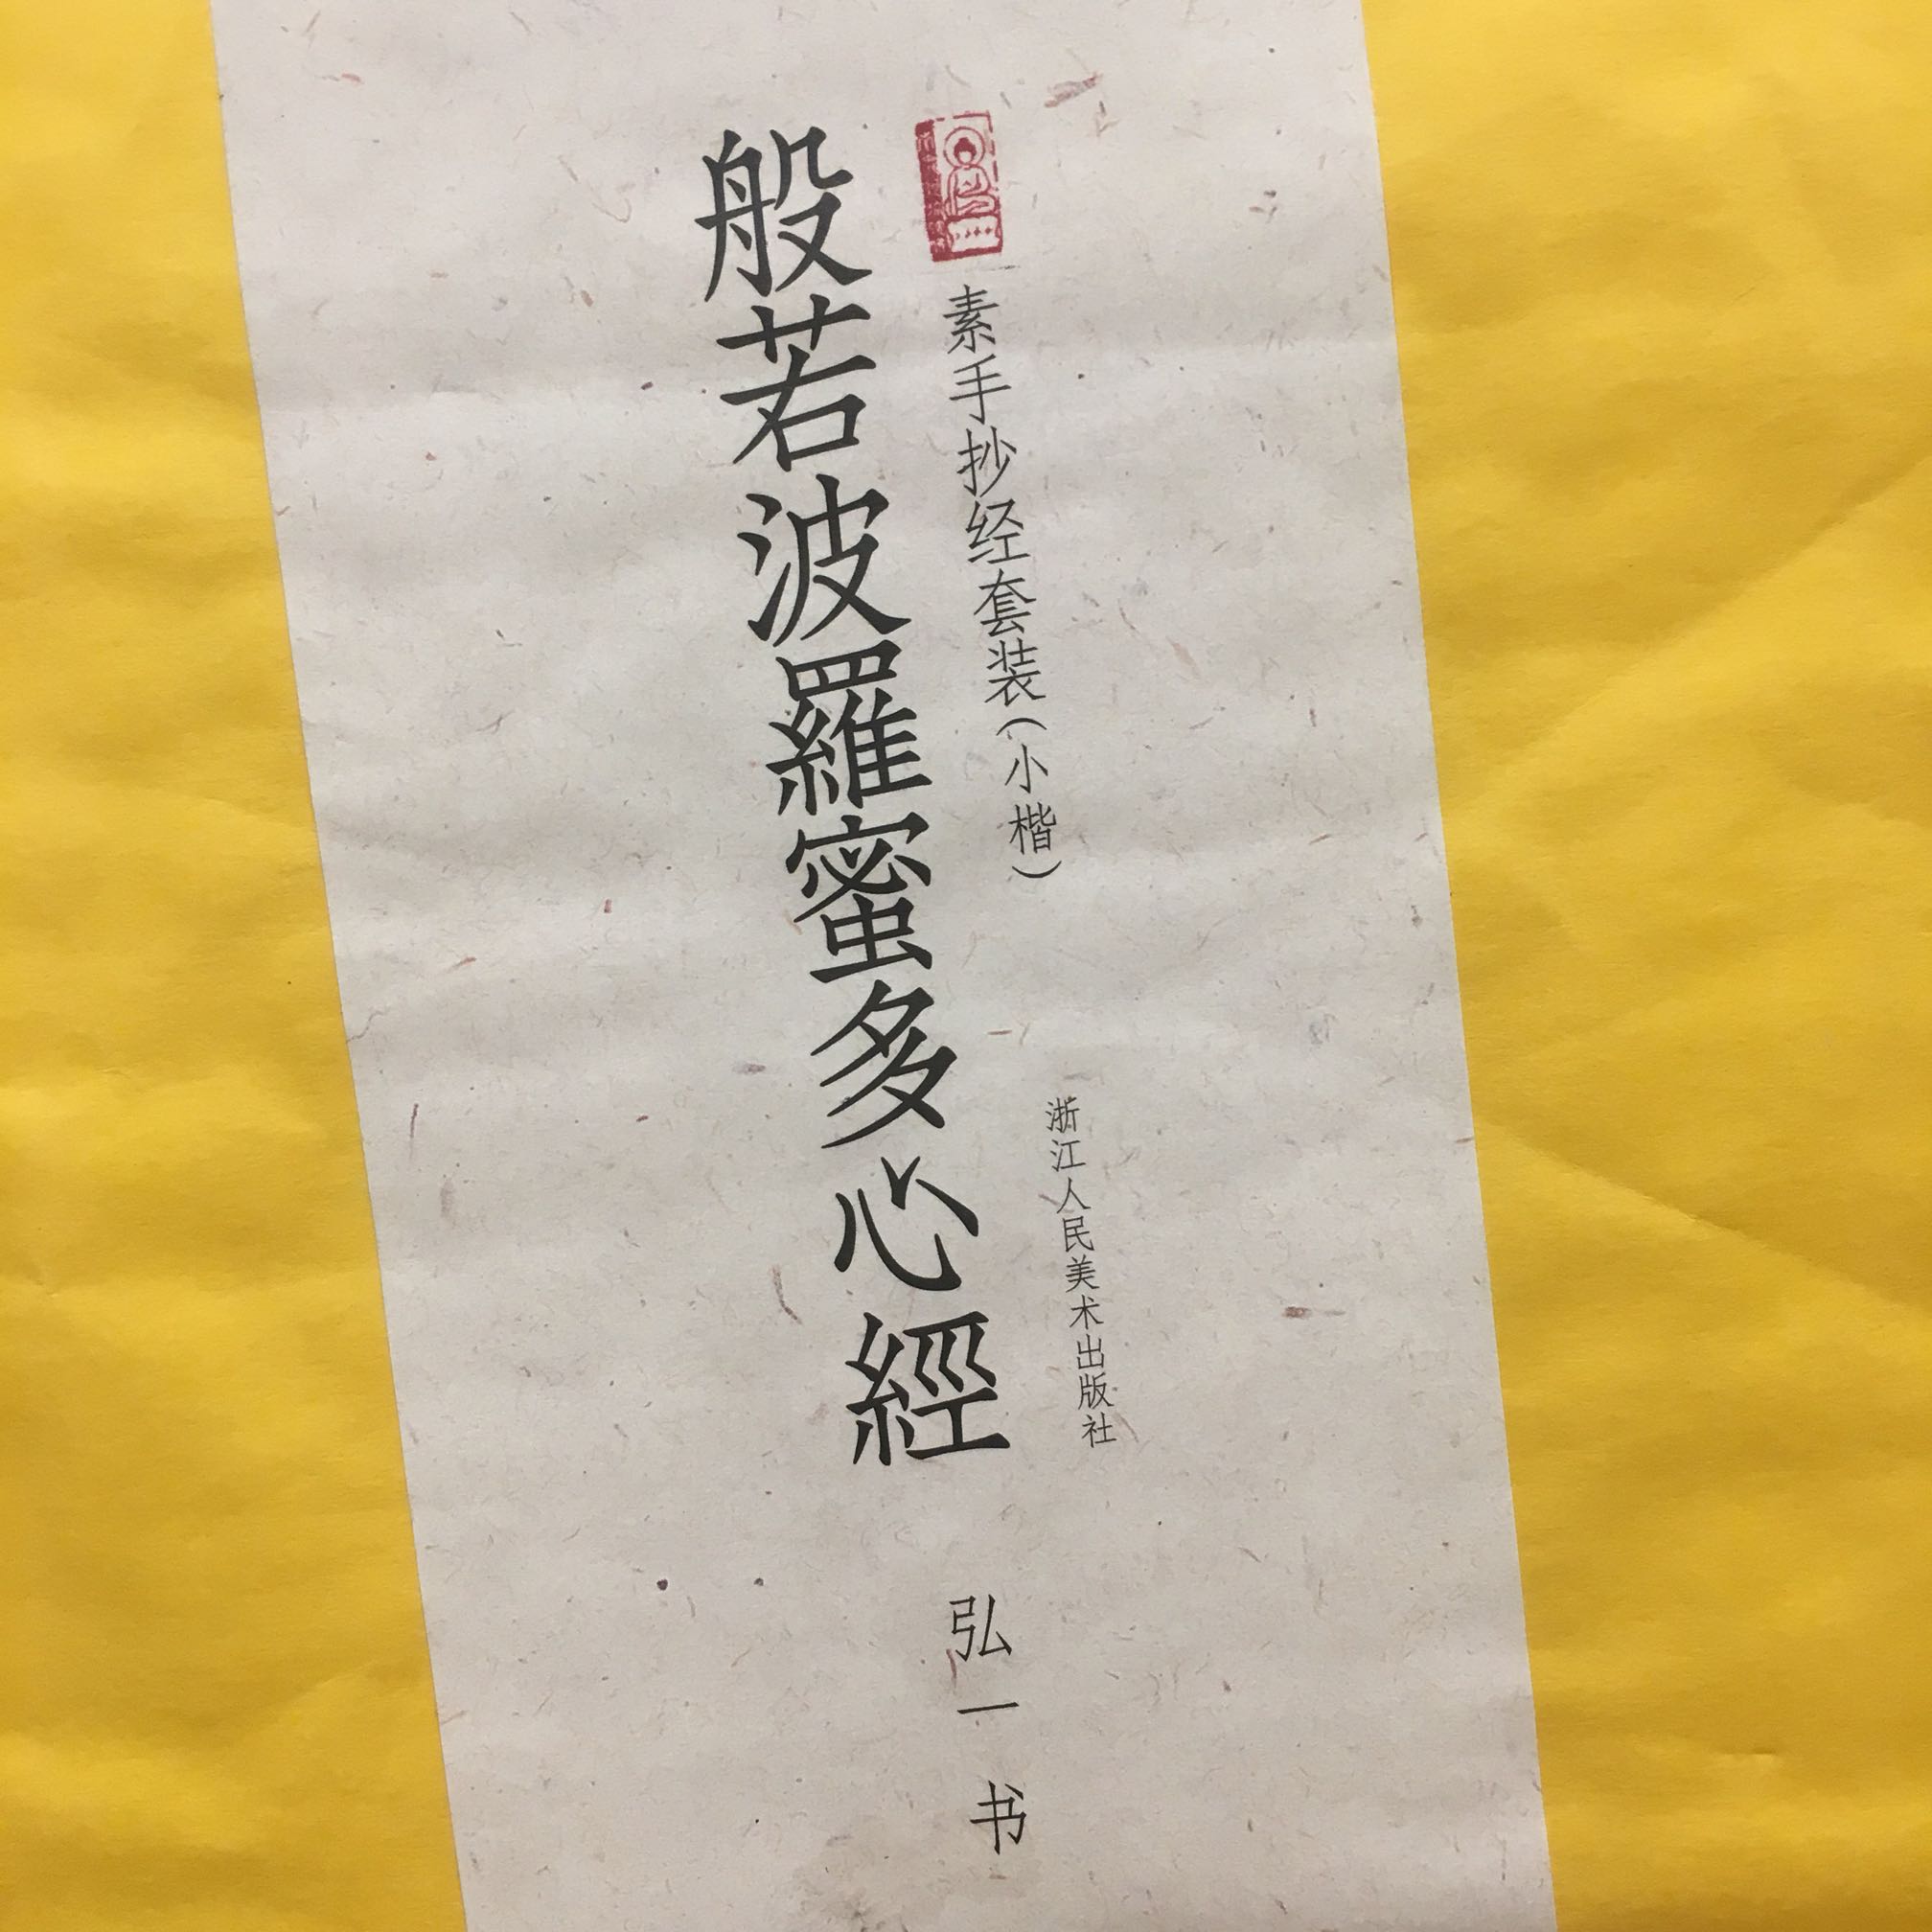 素手抄经套装（小楷）
浙江人民美术出版社
般若波羅蜜多心經
弘一书